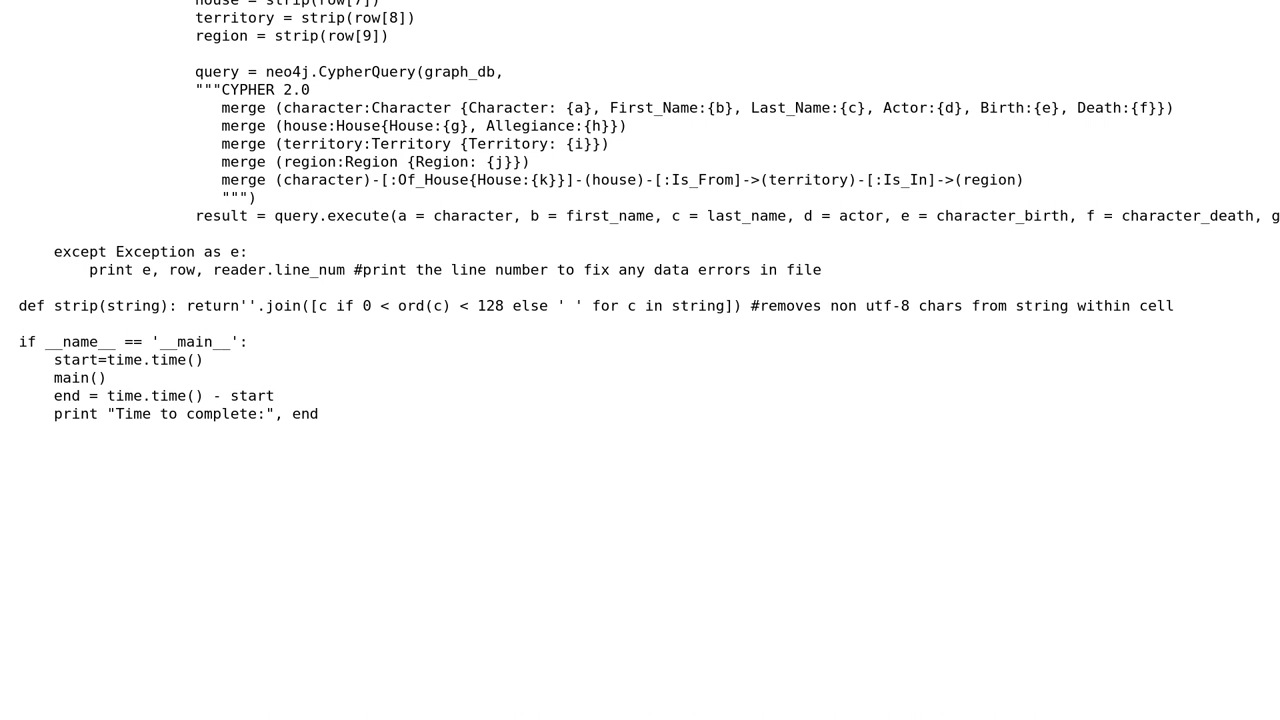 house = strip(row[7])
territory = strip(row[8])
region = strip(row[9])
query = neo4j.CypherQuery(graph_db,
"""CYPHER 2.0
merge (character:Character {Character: {a}, First_Name:{b}, Last_Name:{c}, Actor:{d}, Birth:{e}, Death:{f}})
merge (house:House{House:{g}, Allegiance:{h}})
merge (territory:Territory {Territory: {i}})
merge (region:Region {Region: {j}})
merge (character)-[:Of_House{House:{k}}]-(house)-[:Is_From]->(territory)-[:Is_In]->(region)
""")
result = query.execute(a = character, b = first_name, c = last_name, d = actor, e = character_birth, f = character_death, g
except Exception as e:
print e, row, reader.line_num #print the line number to fix any data errors in file
def strip(string): return''.join([c if 0 < ord(c) < 128 else ' ' for c in string]) #removes non utf-8 chars from string within cell
if __name__ == '__main__':
start=time.time()
main()
end = time.time() - start
print "Time to complete:", end